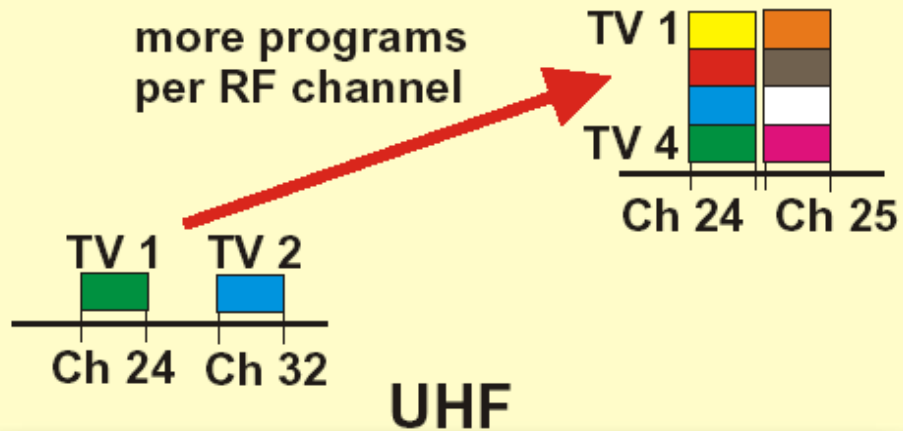 more programs
per RF channel
TV 1
TV 4
Ch 24 Ch 25
TV 1 TV 2
Ch 24 Ch 32
UHF